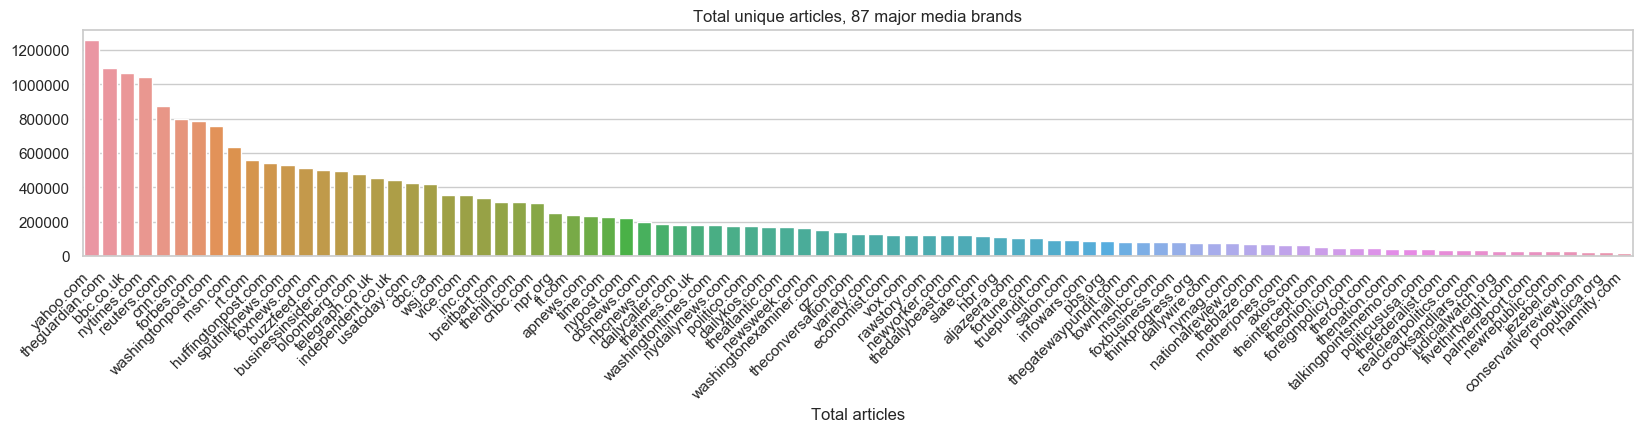 Total unique articles, 87 major media brands
1200000
1000000
800000
600000
400000
200000
0
yahoo.com
theguardian.com
bbc.co.uk
nytimes.com
reuters.com
cnn.com
forbes.com
washingtonpost.com
msn.com
rt.com
huffingtonpost.com
sputniknews.com
foxnews.com
buzzfeed.com
businessinsider.com
bloomberg.com
telegraph.co.uk
independent.co.uk
usatoday.com
cbc.ca
wsj.com
vice.com
inc.com
breitbart.com
thehill.com
cnbc.com
npr.org
ft.com
apnews.com
time.com
nypost.com
cbsnews.com
nbcnews.com
dailycaller.com
thetimes.co.uk
washingtontimes.com
nydailynews.com
politico.com
dailykos.com
theatlantic.com
newsweek.com
washingtonexaminer.com
qz.com
theconversation.com
variety.com
economist.com
vox.com
rawstory.com
newyorker.com
thedailybeast.com
slate.com
hbr.org
aljazeera.com
fortune.com
truepundit.com
salon.com
infowars.com
pbs.org
thegatewaypundit.com
townhall.com
msnbc.com
foxbusiness.com
thinkprogress.org
dailywire.com
nymag.com
nationalreview.com
theblaze.com
motherjones.com
axios.com
theintercept.com
theonion.com
foreignpolicy.com
theroot.com
thenation.com
talkingpointsmemo.com
politicususa.com
thefederalist.com
realclearpolitics.com
crooksandliars.com
judicialwatch.org
fivethirtyeight.com
palmerreport.com
newrepublic.com
jezebel.com
conservativereview.com
propublica.org
hannity.com
Total articles